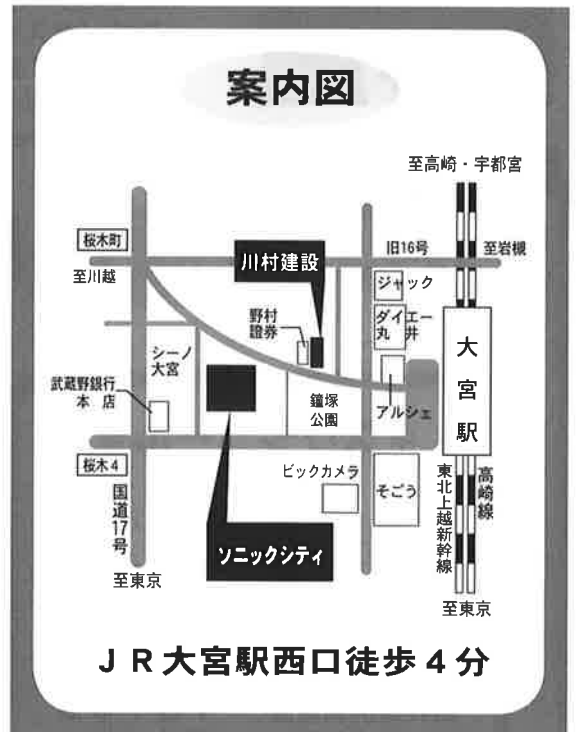 案内図
至高崎・宇都宮
桜木町
川村建設
旧16号
至岩槻
至川越
ジャック
野村
證券
ダイエー
丸井
シーノ
大宮
大宮駅
武蔵野銀行
本店
鐘塚
公園
アルシェ
桜木4
ビックカメラ
そごう
国道17号
東北上越新幹線
高崎線
ソニックシティ
至東京
至東京
JR大宮駅西口徒歩4分